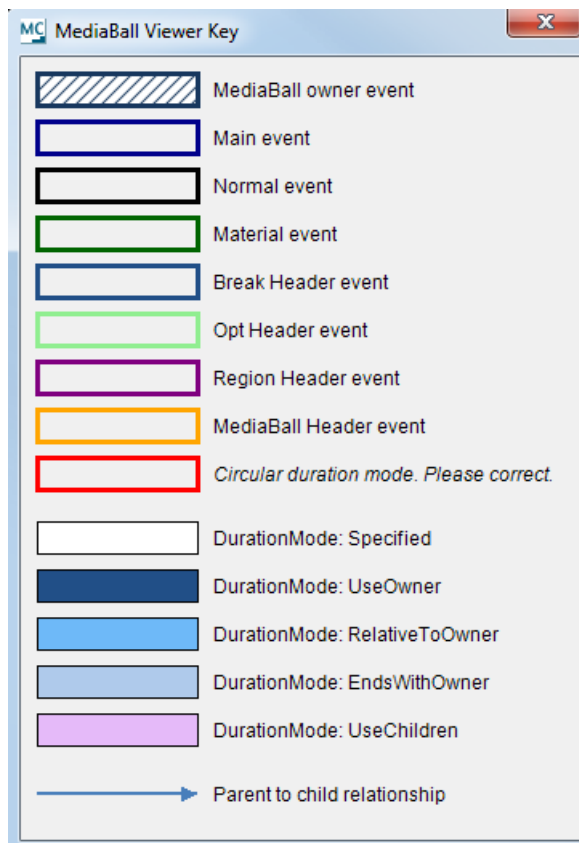 MC MediaBall Viewer Key
MediaBall owner event
Main event
Normal event
Material event
Break Header event
Opt Header event
Region Header event
MediaBall Header event
Circular duration mode. Please correct.
DurationMode: Specified
DurationMode: UseOwner
DurationMode: RelativeToOwner
DurationMode: EndsWithOwner
DurationMode: UseChildren
Parent to child relationship